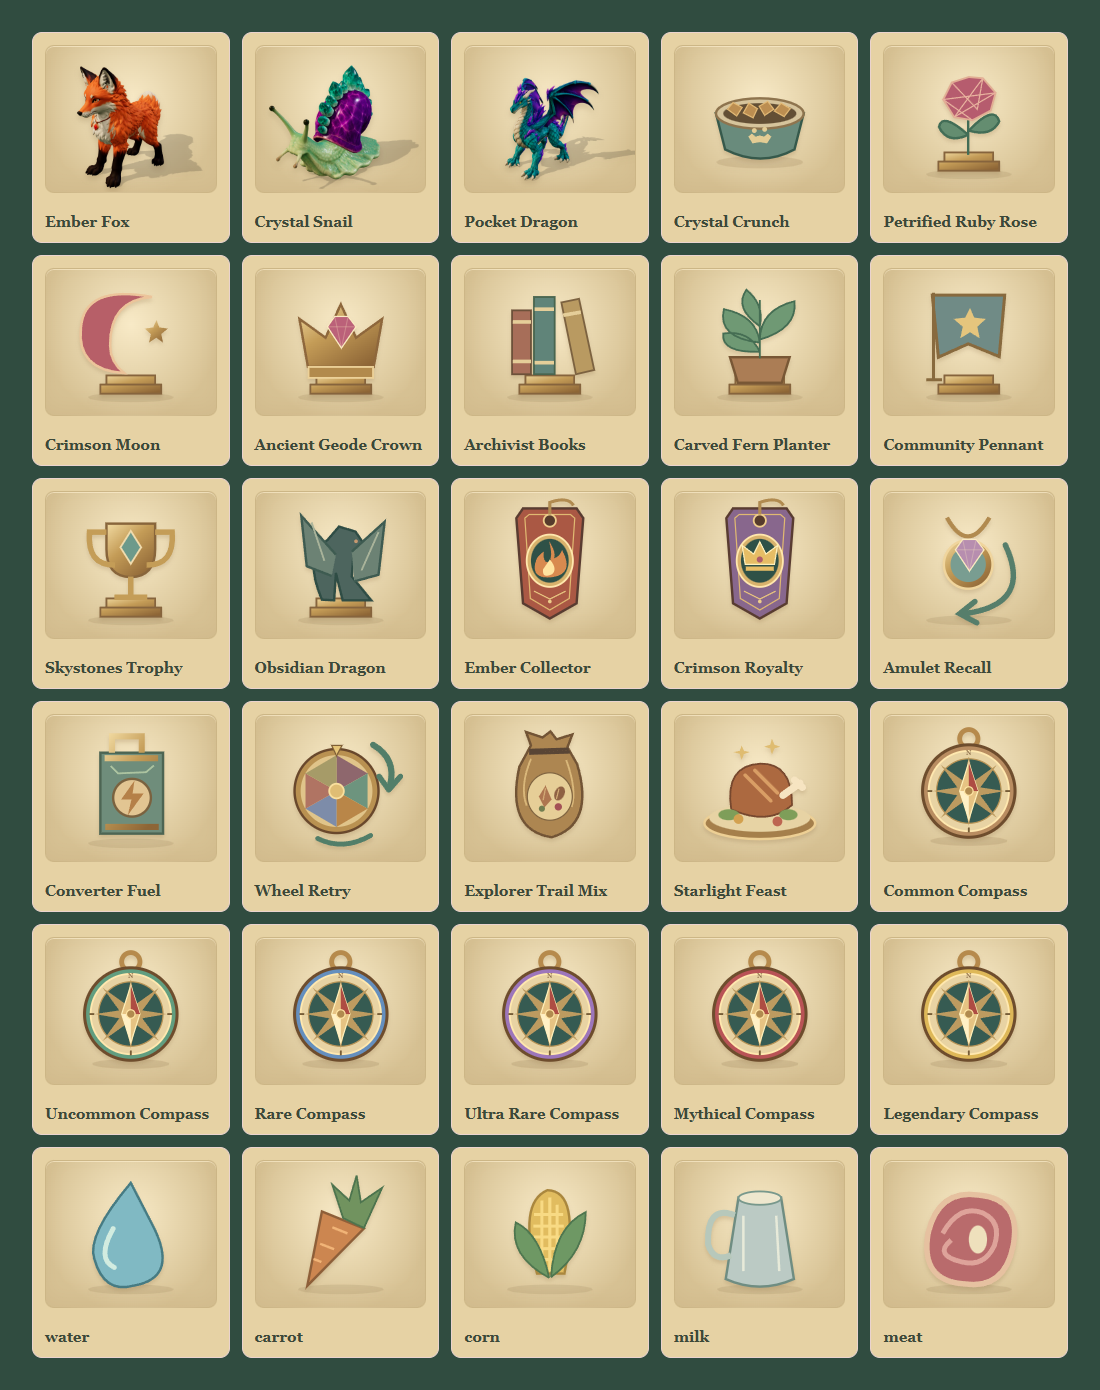 Ember Fox
Crystal Snail
Pocket Dragon
Crystal Crunch
Petrified Ruby Rose
Crimson Moon
Ancient Geode Crown
Archivist Books
Carved Fern Planter
Community Pennant
Skystones Trophy
Obsidian Dragon
Ember Collector
Crimson Royalty
Amulet Recall
Converter Fuel
Wheel Retry
Explorer Trail Mix
Starlight Feast
N
Common Compass
N
Uncommon Compass
N
Rare Compass
N
Ultra Rare Compass
N
Mythical Compass
N
Legendary Compass
water
carrot
corn
milk
meat